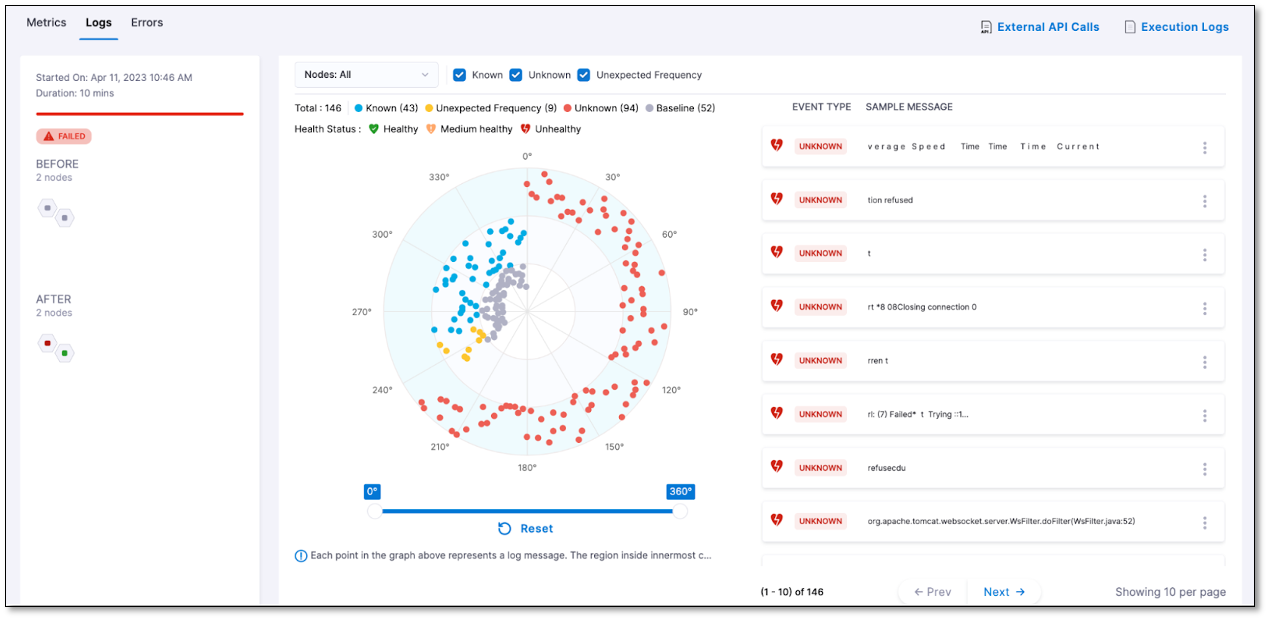 Metrics Logs Errors
External API Calls Execution Logs
Started On: Apr 11, 2023 10:46 AM
Duration: 10 mins
FAILED
BEFORE
2 nodes
AFTER
2 nodes
Nodes: All Known Unknown Unexpected Frequency
Total : 146 Known (43) Unexpected Frequency (9) Unknown (94) Baseline (52)
Health Status : Healthy Medium healthy Unhealthy
0°
330° 30°
300° 60°
270° 90°
240° 120°
210° 150°
180°
0° 360°
Reset
Each point in the graph above represents a log message. The region inside innermost c...
EVENT TYPE SAMPLE MESSAGE
UNKNOWN v e r a g e S p e e d Time Time T i m e C u r r e n t
UNKNOWN tion refused
UNKNOWN t
UNKNOWN rt *8 08Closing connection 0
UNKNOWN rren t
UNKNOWN rl: (7) Failed* t Trying ::1...
UNKNOWN refusecdu
UNKNOWN org.apache.tomcat.websocket.server.WsFilter.doFilter(WsFilter.java:52)
(1 - 10) of 146 ← Prev Next → Showing 10 per page